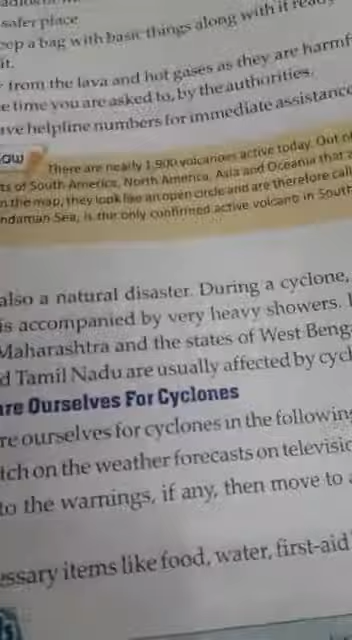 safer place
eep a bag with basic things along with it read
it.
from the lava and hot gases as they are harmf
e time you are asked to, by the authorities.
ave helpline numbers for immediate assistance
ow
There are nearly 1,900 volcanoes active today. Out o
ts of South America, North America, Asia and Oceania that a
n the map, they look like an open circle and are therefore call
ndaman Sea, is the only confirmed active volcano in South
also a natural disaster. During a cyclone,
is accompanied by very heavy showers.
Maharashtra and the states of West Benga
d Tamil Nadu are usually affected by cycl
are Ourselves For Cyclones
re ourselves for cyclones in the following
tch on the weather forecasts on televisio
to the warnings, if any, then move to a
essary items like food, water, first-aid